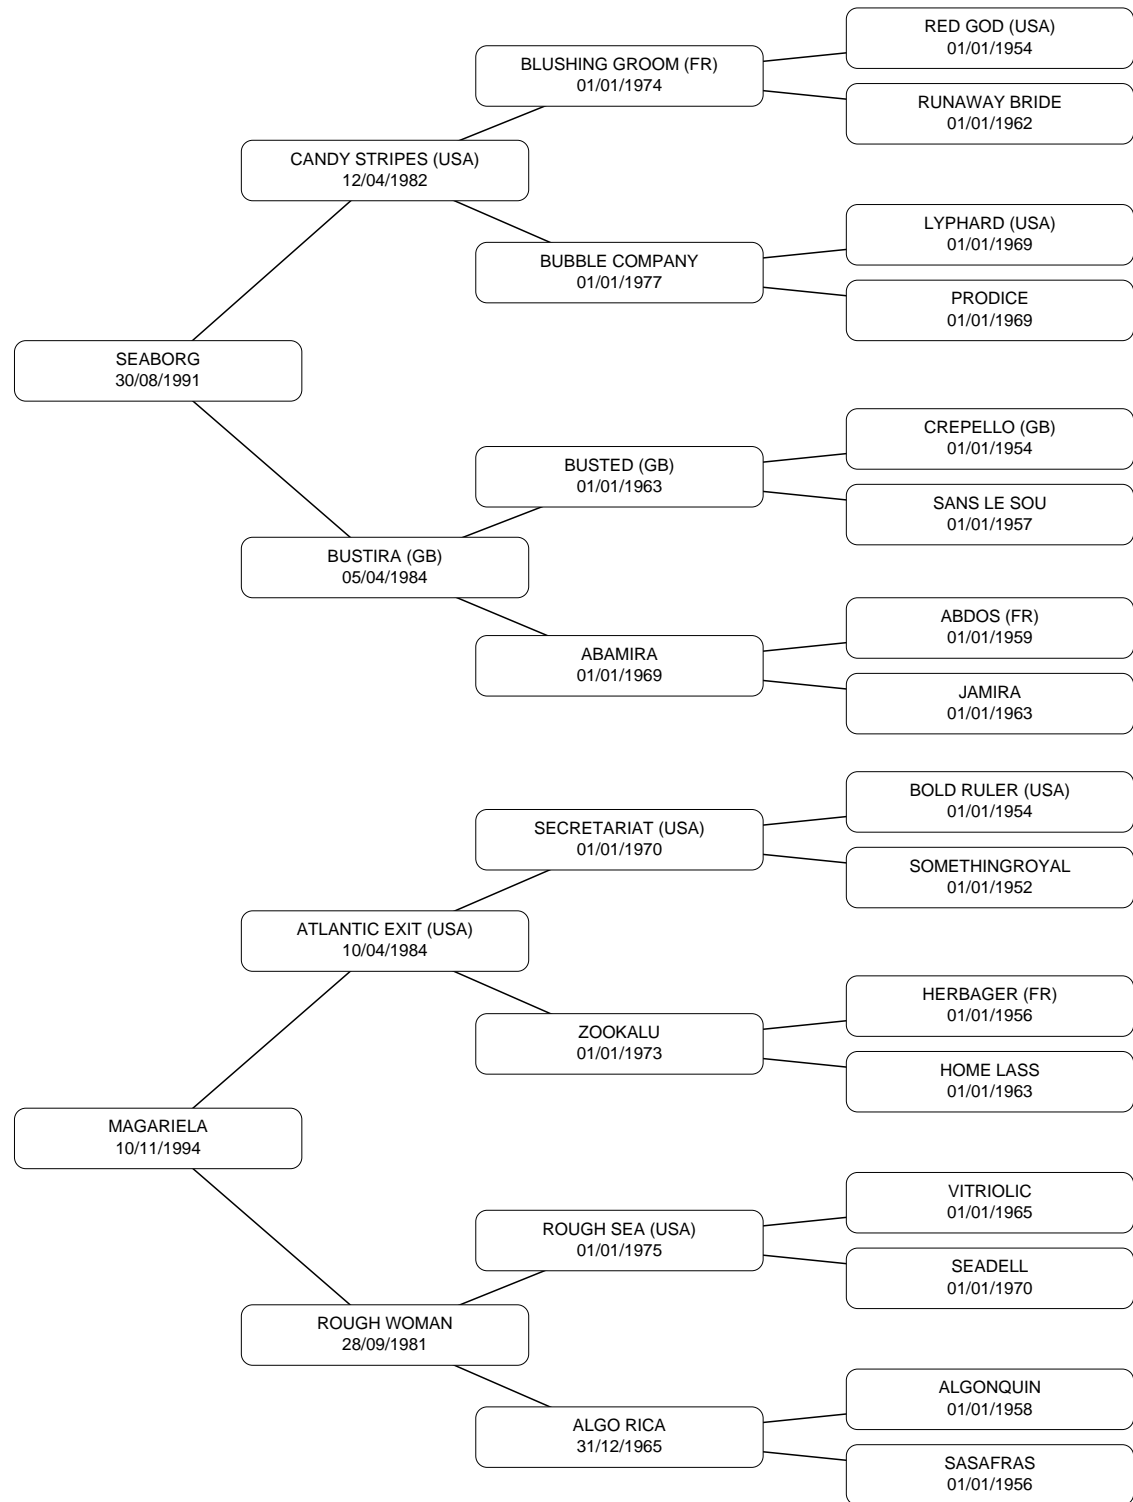 RED GOD (USA)
01/01/1954
BLUSHING GROOM (FR)
01/01/1974
RUNAWAY BRIDE
01/01/1962
CANDY STRIPES (USA)
12/04/1982
LYPHARD (USA)
01/01/1969
BUBBLE COMPANY
01/01/1977
PRODICE
01/01/1969
SEABORG
30/08/1991
CREPELLO (GB)
01/01/1954
BUSTED (GB)
01/01/1963
SANS LE SOU
01/01/1957
BUSTIRA (GB)
05/04/1984
ABDOS (FR)
01/01/1959
ABAMIRA
01/01/1969
JAMIRA
01/01/1963
BOLD RULER (USA)
01/01/1954
SECRETARIAT (USA)
01/01/1970
SOMETHINGROYAL
01/01/1952
ATLANTIC EXIT (USA)
10/04/1984
HERBAGER (FR)
01/01/1956
ZOOKALU
01/01/1973
HOME LASS
01/01/1963
MAGARIELA
10/11/1994
VITRIOLIC
01/01/1965
ROUGH SEA (USA)
01/01/1975
SEADELL
01/01/1970
ROUGH WOMAN
28/09/1981
ALGONQUIN
01/01/1958
ALGO RICA
31/12/1965
SASAFRAS
01/01/1956